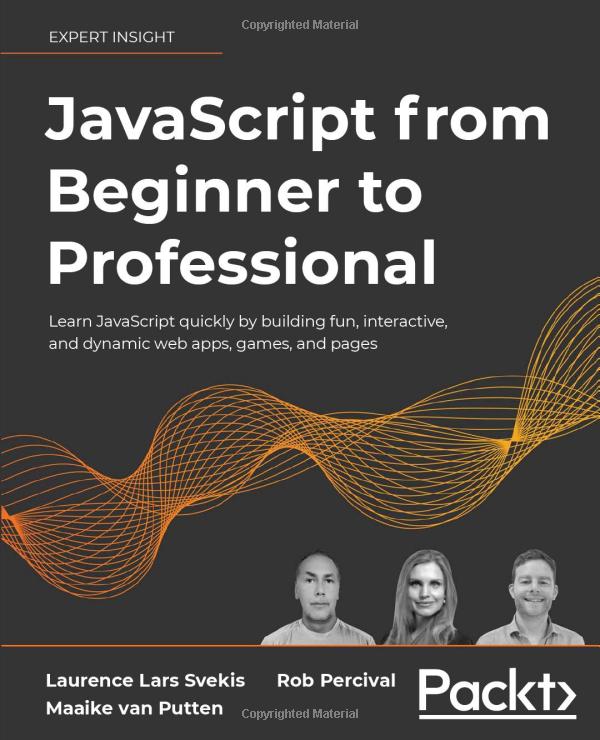 Copyrighted Material
EXPERT INSIGHT
JavaScript from
Beginner to
Professional
Learn JavaScript quickly by building fun, interactive,
and dynamic web apps, games, and pages
Laurence Lars Svekis Rob Percival
Maaike van Putten
Packt>
Copyrighted Material